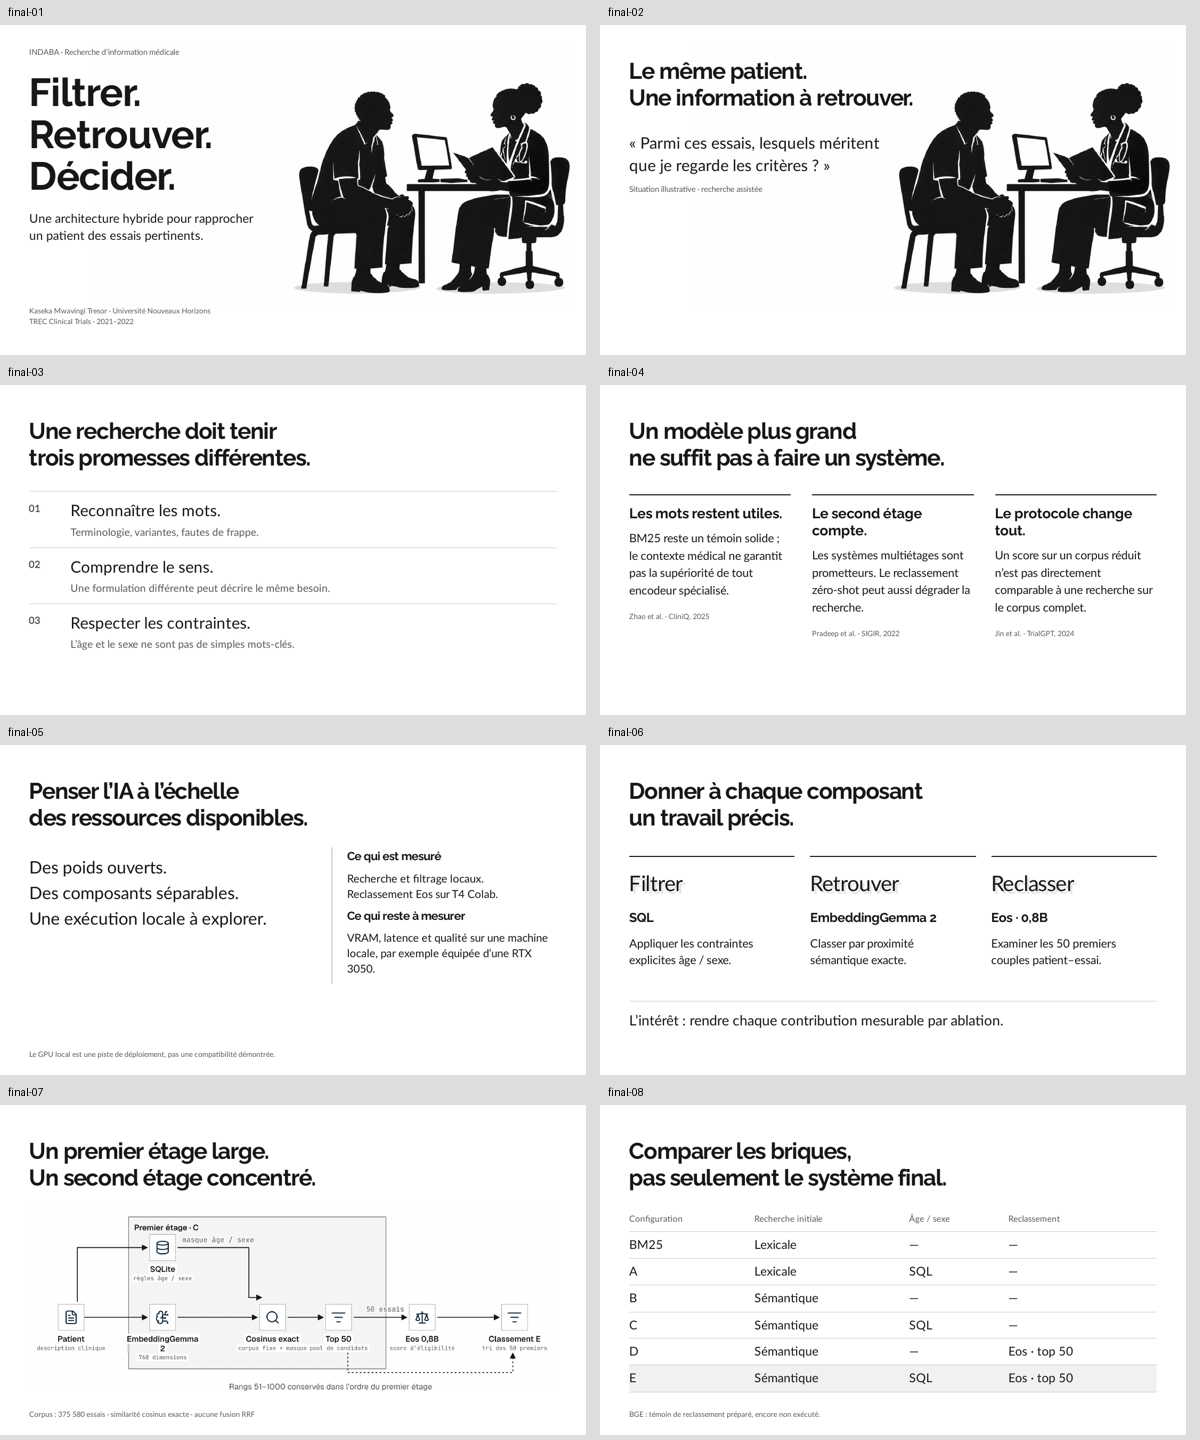 final-01
INDABA · Recherche d'information médicale
Filtrer.
Retrouver.
Décider.
Une architecture hybride pour rapprocher
un patient des essais pertinents.
Kaseka Mwavingi Tresor · Université Nouveaux Horizons
TREC Clinical Trials · 2021–2022
final-02
Le même patient.
Une information à retrouver.
« Parmi ces essais, lesquels méritent
que je regarde les critères ? »
Situation illustrative · recherche assistée
final-03
Une recherche doit tenir
trois promesses différentes.
01
Reconnaître les mots.
Terminologie, variantes, fautes de frappe.
02
Comprendre le sens.
Une formulation différente peut décrire le même besoin.
03
Respecter les contraintes.
L'âge et le sexe ne sont pas de simples mots-clés.
final-04
Un modèle plus grand
ne suffit pas à faire un système.
Les mots restent utiles.
BM25 reste un témoin solide ;
le contexte médical ne garantit
pas la supériorité de tout
encodeur spécialisé.
Zhao et al. · CliniQ, 2025
Le second étage
compte.
Les systèmes multiétages sont
prometteurs. Le reclassement
zéro-shot peut aussi dégrader la
recherche.
Pradeep et al. · SIGIR, 2022
Le protocole change
tout.
Un score sur un corpus réduit
n'est pas directement
comparable à une recherche sur
le corpus complet.
Jin et al. · TrialGPT, 2024
final-05
Penser l'IA à l'échelle
des ressources disponibles.
Des poids ouverts.
Des composants séparables.
Une exécution locale à explorer.
Ce qui est mesuré
Recherche et filtrage locaux.
Reclassement Eos sur T4 Colab.
Ce qui reste à mesurer
VRAM, latence et qualité sur une machine
locale, par exemple équipée d'une RTX
3050.
Le GPU local est une piste de déploiement, pas une compatibilité démontrée.
final-06
Donner à chaque composant
un travail précis.
Filtrer
SQL
Appliquer les contraintes
explicites âge / sexe.
Retrouver
EmbeddingGemma 2
Classer par proximité
sémantique exacte.
Reclasser
Eos · 0,8B
Examiner les 50 premiers
couples patient–essai.
L'intérêt : rendre chaque contribution mesurable par ablation.
final-07
Un premier étage large.
Un second étage concentré.
Premier étage · C
masque âge / sexe
SQLite
règles âge / sexe
50 essais
Patient
description clinique
EmbeddingGemma
2
768 dimensions
Cosinus exact
corpus fixe + masque
Top 50
pool de candidats
Eos 0,8B
score d'éligibilité
Classement E
tri des 50 premiers
Rangs 51–1000 conservés dans l'ordre du premier étage
Corpus : 375 580 essais · similarité cosinus exacte · aucune fusion RRF
final-08
Comparer les briques,
pas seulement le système final.
Configuration Recherche initiale Âge / sexe Reclassement
BM25 Lexicale — —
A Lexicale SQL —
B Sémantique — —
C Sémantique SQL —
D Sémantique — Eos · top 50
E Sémantique SQL Eos · top 50
BGE : témoin de reclassement préparé, encore non exécuté.